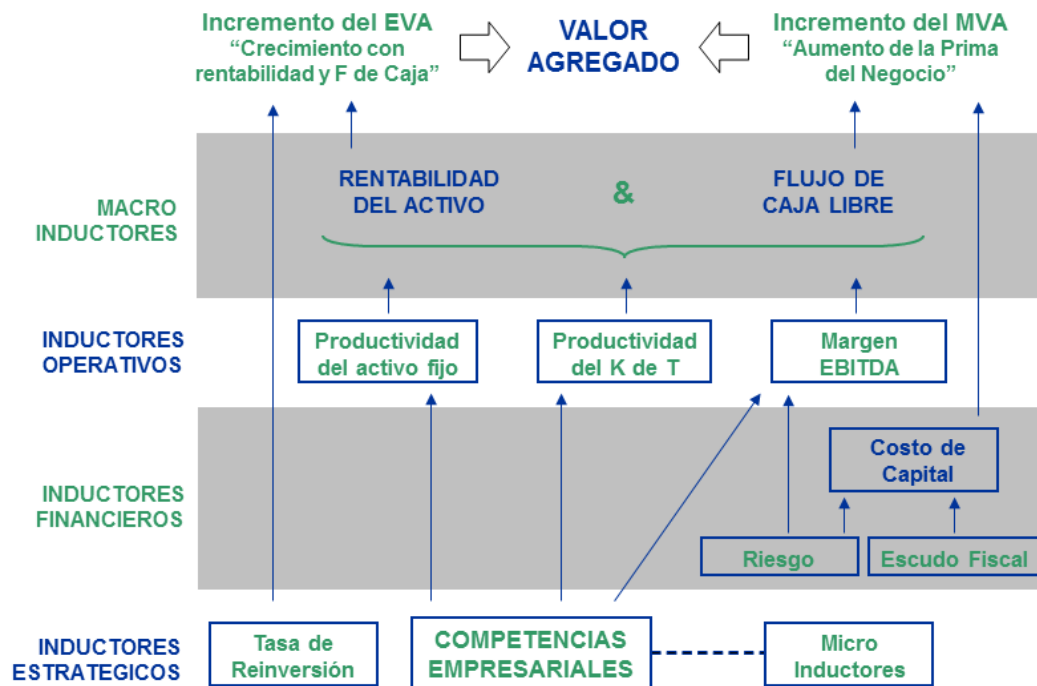 Incremento del EVA
“Crecimiento con
rentabilidad y F de Caja”
VALOR
AGREGADO
Incremento del MVA
“Aumento de la Prima
del Negocio”
MACRO
INDUCTORES
RENTABILIDAD
DEL ACTIVO
&
FLUJO DE
CAJA LIBRE
INDUCTORES
OPERATIVOS
Productividad
del activo fijo
Productividad
del K de T
Margen
EBITDA
INDUCTORES
FINANCIEROS
Costo de
Capital
Riesgo
Escudo Fiscal
INDUCTORES
ESTRATEGICOS
Tasa de
Reinversión
COMPETENCIAS
EMPRESARIALES
Micro
Inductores